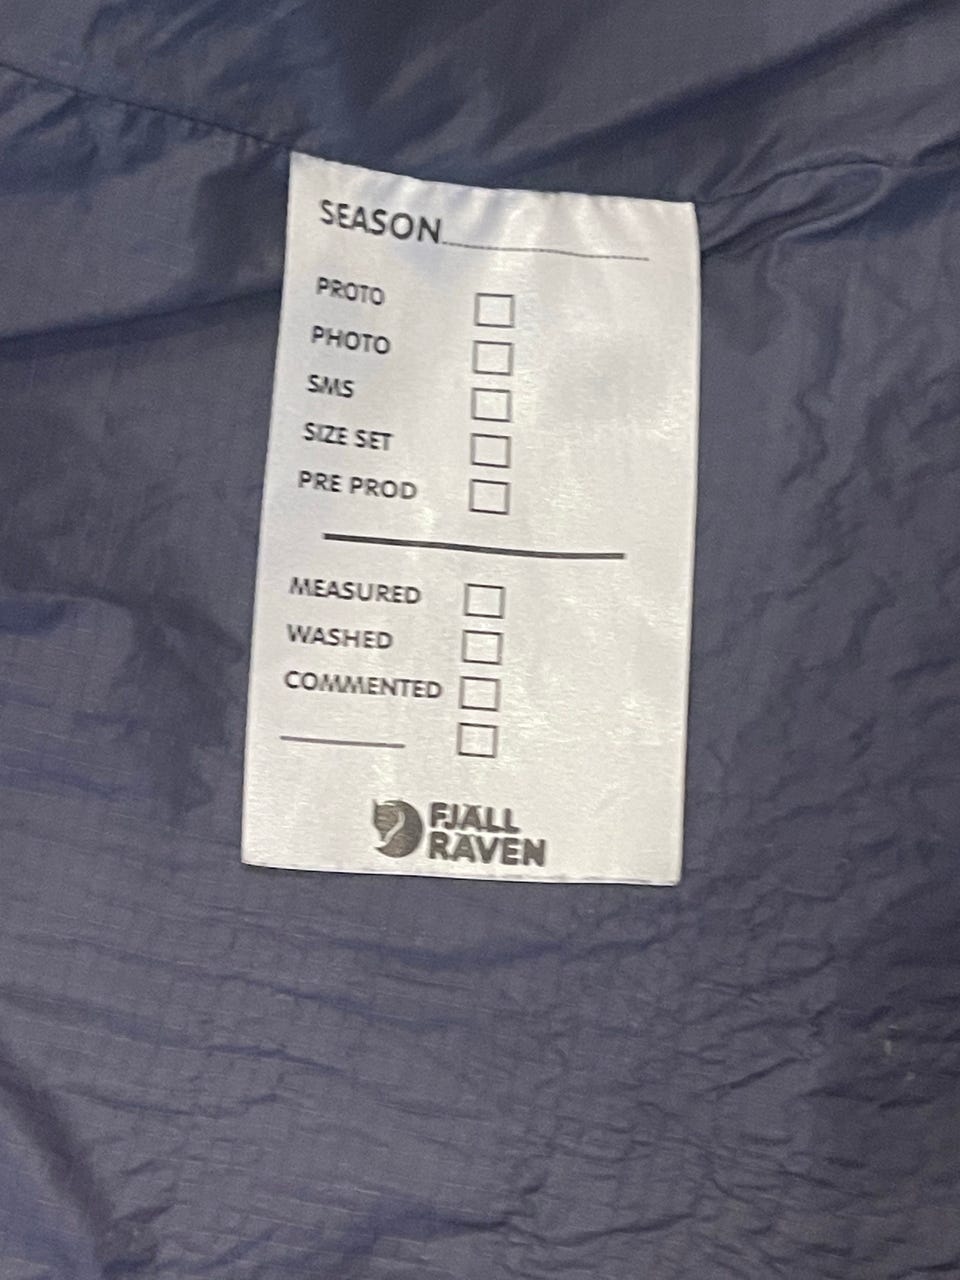 SEASON
PROTO
PHOTO
SMS
SIZE SET
PRE PROD
MEASURED
WASHED
COMMENTED
FJÄLL
RÄVEN